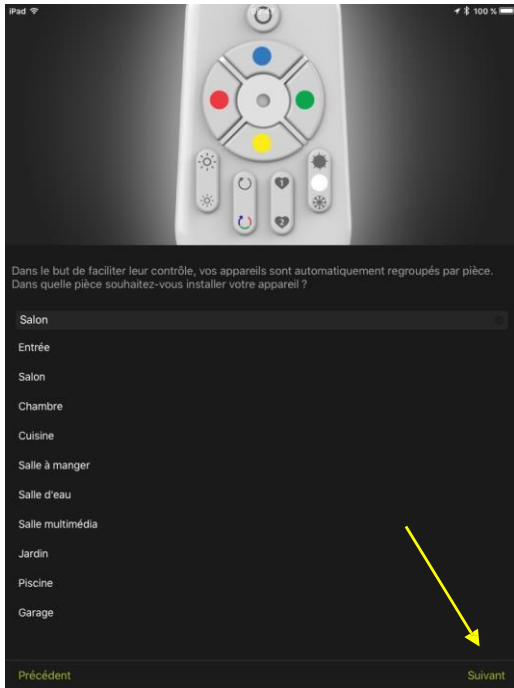 iPad
100 %
1
2
Dans le but de faciliter leur contrôle, vos appareils sont automatiquement regroupés par pièce.
Dans quelle pièce souhaitez-vous installer votre appareil ?
Salon
Entrée
Salon
Chambre
Cuisine
Salle à manger
Salle d'eau
Salle multimédia
Jardin
Piscine
Garage
Précédent
Suivant